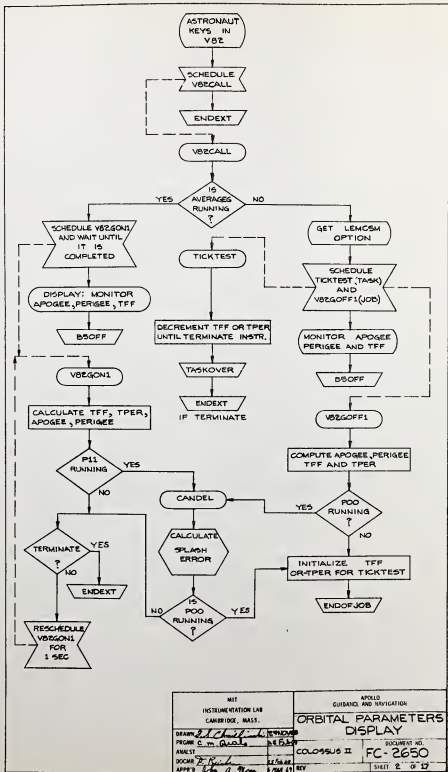 ASTRONAUT
KEYS IN
V82
SCHEDULE
V82CALL
ENDEXT
V82CALL
IS
AVERAGEG
RUNNING
?
YES
NO
SCHEDULE V82GON1
AND WAIT UNTIL
IT IS
COMPLETED
DISPLAY: MONITOR
APOGEE, PERIGEE, TFF
B5OFF
V82GON1
CALCULATE TFF, TPER,
APOGEE, PERIGEE
P11
RUNNING
?
YES
NO
TERMINATE
?
YES
NO
ENDEXT
RESCHEDULE
V82GON1
FOR
1 SEC
TICKTEST
DECREMENT TFF OR TPER
UNTIL TERMINATE INSTR.
TASKOVER
ENDEXT
IF TERMINATE
CANDEL
CALCULATE
SPLASH
ERROR
IS
POO
RUNNING
?
NO
YES
GET LEMCSM
OPTION
SCHEDULE
TICKTEST (TASK)
AND
V82GOFF1 (JOB)
MONITOR APOGEE
PERIGEE AND TFF
B5OFF
V82GOFF1
COMPUTE APOGEE, PERIGEE
TFF AND TPER
POO
RUNNING
?
YES
NO
INITIALIZE TFF
OR TPER FOR TICKTEST
ENDOFJOB
MIT
INSTRUMENTATION LAB
CAMBRIDGE, MASS.
APOLLO
GUIDANCE AND NAVIGATION
DRAWN
PRGMR
ANALST
DOCMR
APPR'D
ORBITAL PARAMETERS
DISPLAY
COLOSSUS II
DOCUMENT NO.
FC-2650
REV
SHEET 2 OF 17